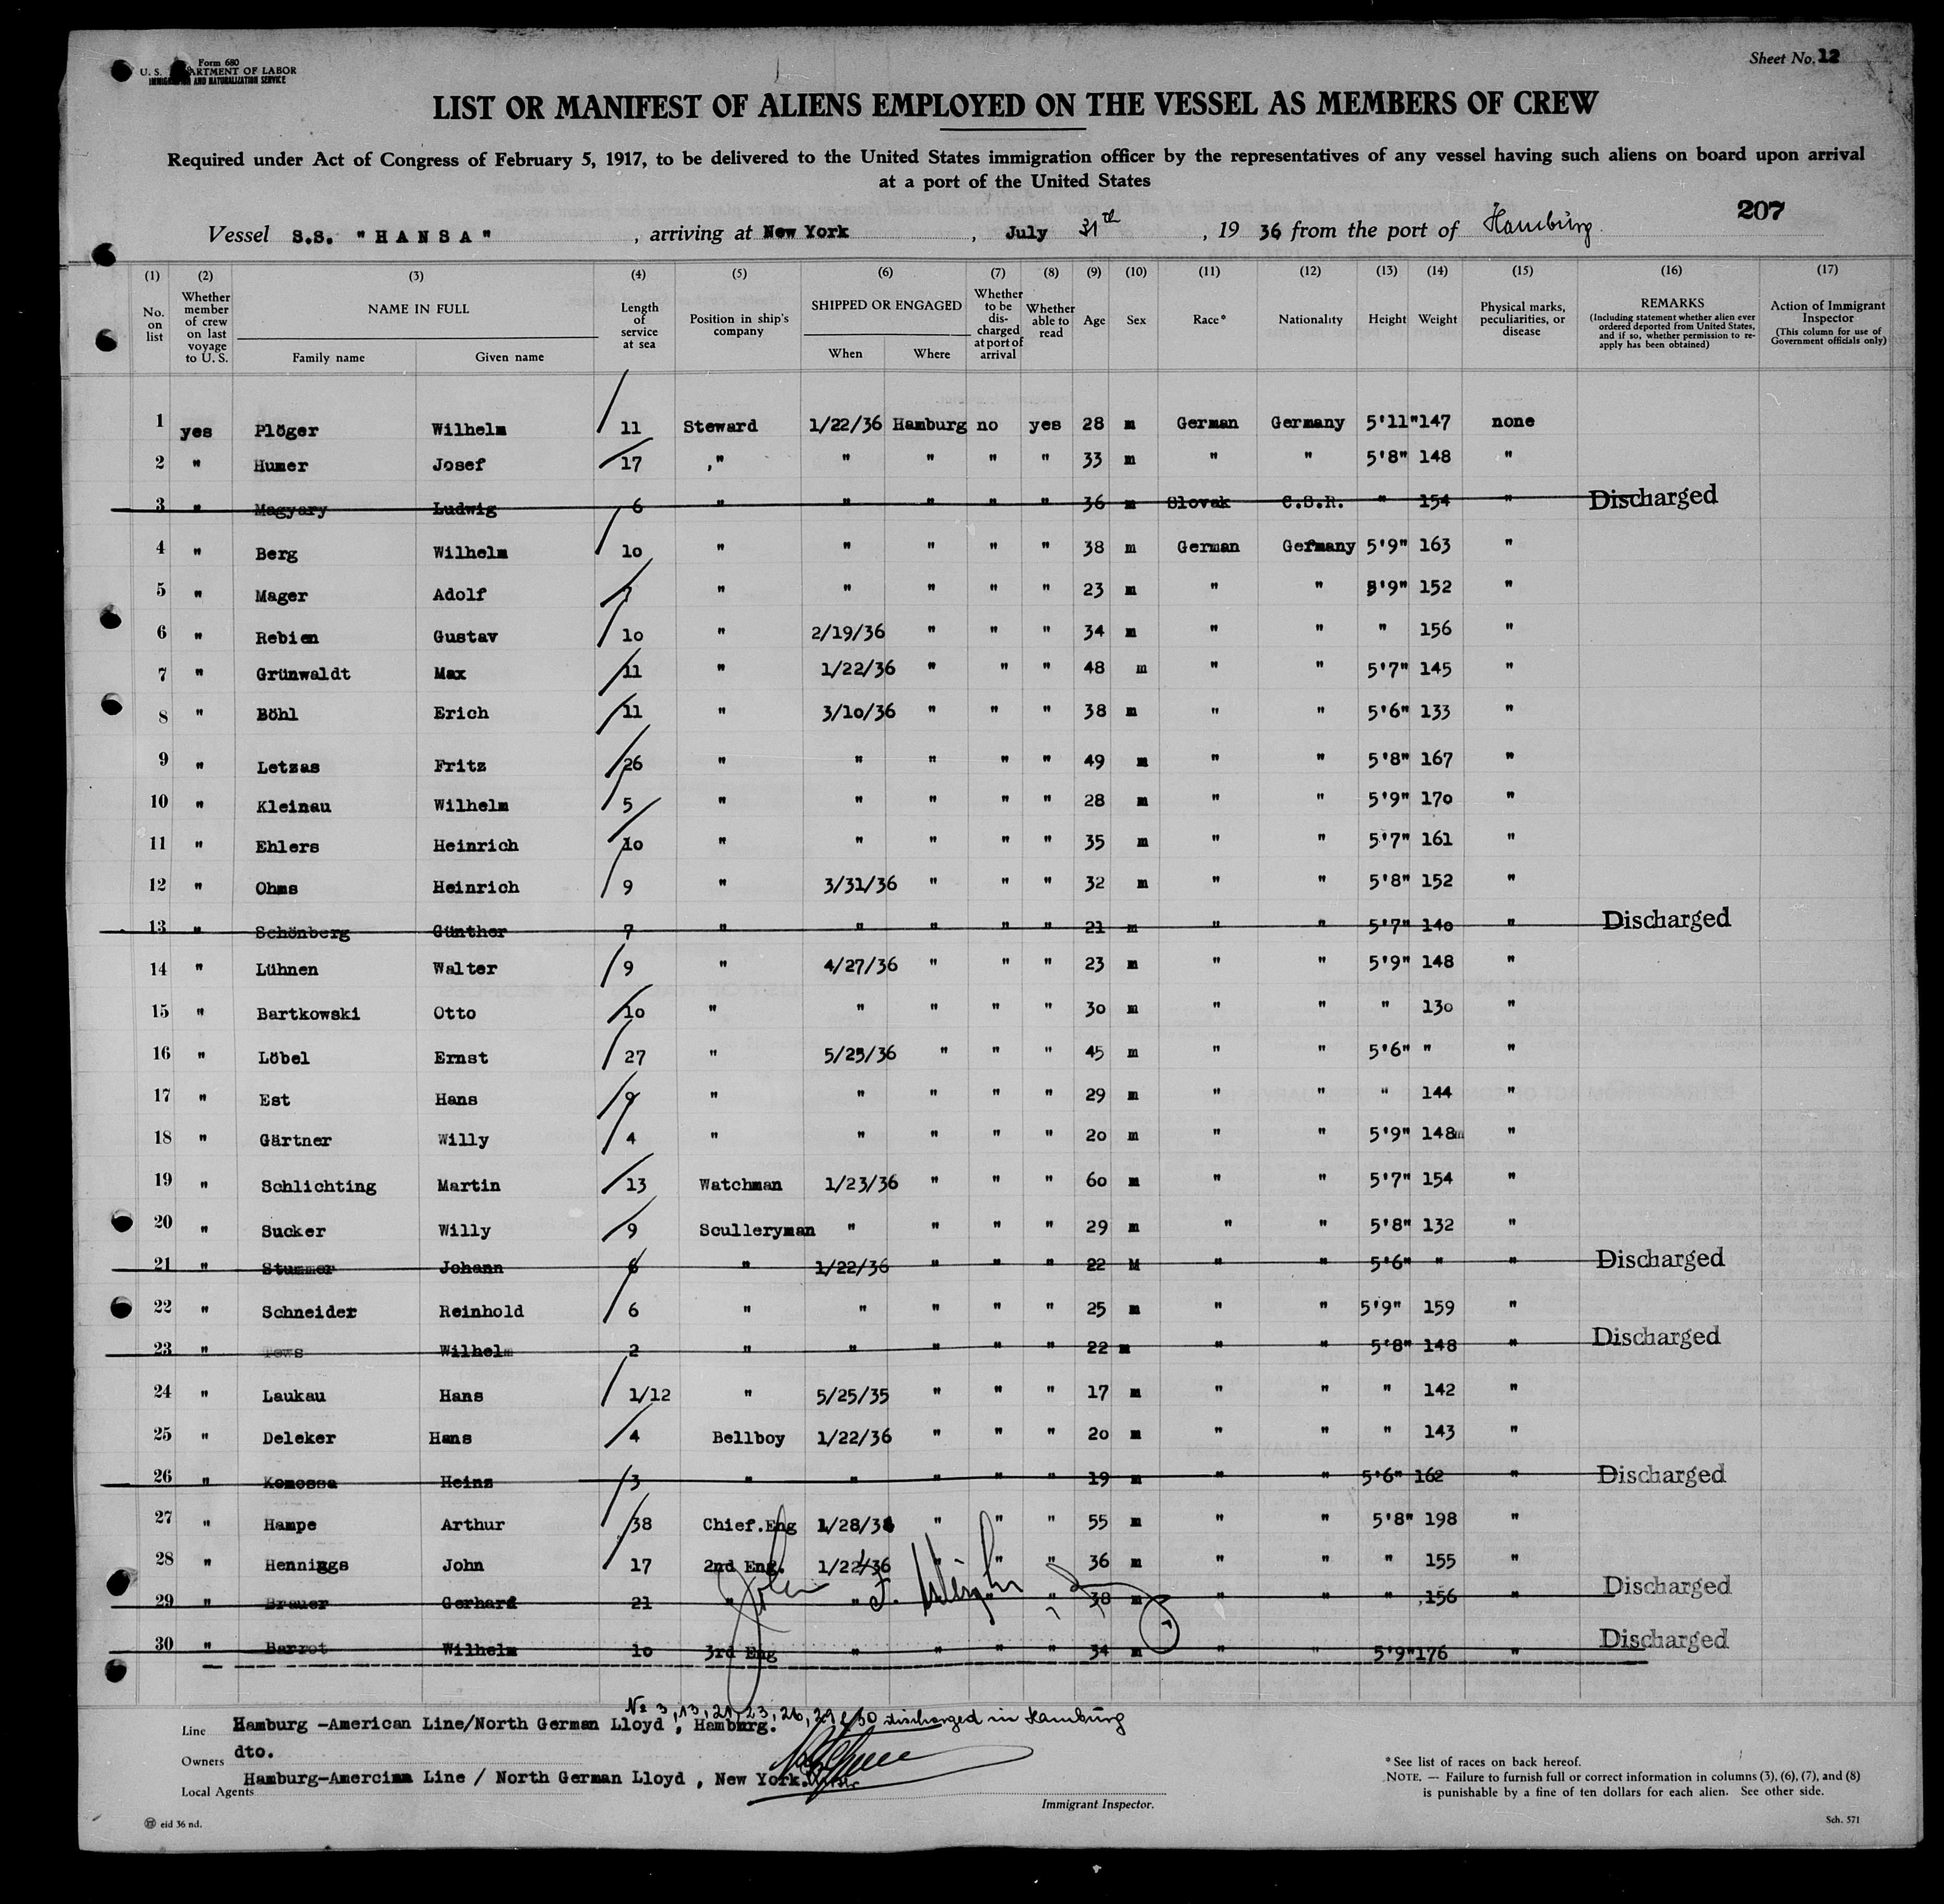 Form 680
U. S. DEPARTMENT OF LABOR
IMMIGRATION AND NATURALIZATION SERVICE
Sheet No. 12
LIST OR MANIFEST OF ALIENS EMPLOYED ON THE VESSEL AS MEMBERS OF CREW
Required under Act of Congress of February 5, 1917, to be delivered to the United States immigration officer by the representatives of any vessel having such aliens on board upon arrival
at a port of the United States
207
Vessel S.S. "HANSA" , arriving at New York , July 31th , 19 36 from the port of Hamburg
(1) (2) (3) (4) (5) (6) (7) (8) (9) (10) (11) (12) (13) (14) (15) (16) (17)
No. on list
Whether member of crew on last voyage to U. S.
NAME IN FULL
Family name
Given name
Length of service at sea
Position in ship's company
SHIPPED OR ENGAGED
When
Where
Whether to be dis-charged at port of arrival
Whether able to read
Age
Sex
Race*
Nationality
Height
Weight
Physical marks, peculiarities, or disease
REMARKS
(Including statement whether alien ever ordered deported from United States, and if so, whether permission to re-apply has been obtained)
Action of Immigrant Inspector
(This column for use of Government officials only)
1 yes Plöger Wilhelm 11 Steward 1/22/36 Hamburg no yes 28 m German Germany 5'11" 147 none
2 " Humer Josef 17 ," " " " " 33 m " " 5'8" 148 "
3 " Magyary Ludwig 6 " " " " " 36 m Slovak C.S.R. " 154 " Discharged
4 " Berg Wilhelm 10 " " " " " 38 m German Germany 5'9" 163 "
5 " Mager Adolf 7 " " " " " 23 m " " 5'9" 152 "
6 " Rebien Gustav 10 " 2/19/36 " " " 34 m " " " 156 "
7 " Grünwaldt Max 11 " 1/22/36 " " " 48 m " " 5'7" 145 "
8 " Böhl Erich 11 " 3/10/36 " " " 38 m " " 5'6" 133 "
9 " Letzas Fritz 26 " " " " " 49 m " " 5'8" 167 "
10 " Kleinau Wilhelm 5 " " " " " 28 m " " 5'9" 170 "
11 " Ehlers Heinrich 10 " " " " " 35 m " " 5'7" 161 "
12 " Ohms Heinrich 9 " 3/31/36 " " " 32 m " " 5'8" 152 "
13 " Schönberg Günther 7 " " " " " 21 m " " 5'7" 140 " Discharged
14 " Lühnen Walter 9 " 4/27/36 " " " 23 m " " 5'9" 148 "
15 " Bartkowski Otto 10 " " " " " 30 m " " " 130 "
16 " Löbel Ernst 27 " 5/25/36 " " " 45 m " " 5'6" " "
17 " Est Hans 9 " " " " " 29 m " " " 144 "
18 " Gärtner Willy 4 " " " " " 20 m " " 5'9" 148 "
19 " Schlichting Martin 13 Watchman 1/23/36 " " " 60 m " " 5'7" 154 "
20 " Sucker Willy 9 Sculleryman " " " " 29 m " " 5'8" 132 "
21 " Stummer Johann 6 " 1/22/36 " " " 22 M " " 5'6" " " Discharged
22 " Schneider Reinhold 6 " " " " " 25 m " " 5'9" 159 "
23 " Tews Wilhelm 2 " " " " " 22 m " " 5'8" 148 " Discharged
24 " Laukau Hans 1/12 " 5/25/35 " " " 17 m " " " 142 "
25 " Deleker Hans 4 Bellboy 1/22/36 " " " 20 m " " " 143 "
26 " Komossa Heinz 3 " " " " " 19 m " " 5'6" 162 " Discharged
27 " Hampe Arthur 38 Chief.Eng 1/28/36 " " " 55 m " " 5'8" 198 "
28 " Hennings John 17 2nd Eng. 1/22/36 " " " 36 m " " " 155 "
29 " Brauer Gerhard 21 " " " " " 38 m " " " 156 " Discharged
30 " Barrot Wilhelm 10 3rd Eng " " " " 34 m " " 5'9" 176 " Discharged
No 3, 13, 21, 23, 26, 29 & 30 discharged in Hamburg
Line Hamburg -American Line/North German Lloyd , Hamburg.
Owners dto.
Local Agents Hamburg-Amercian Line / North German Lloyd , New York.
Immigrant Inspector.
* See list of races on back hereof.
NOTE. — Failure to furnish full or correct information in columns (3), (6), (7), and (8)
is punishable by a fine of ten dollars for each alien. See other side.
eid 36 nd.
Sch. 571